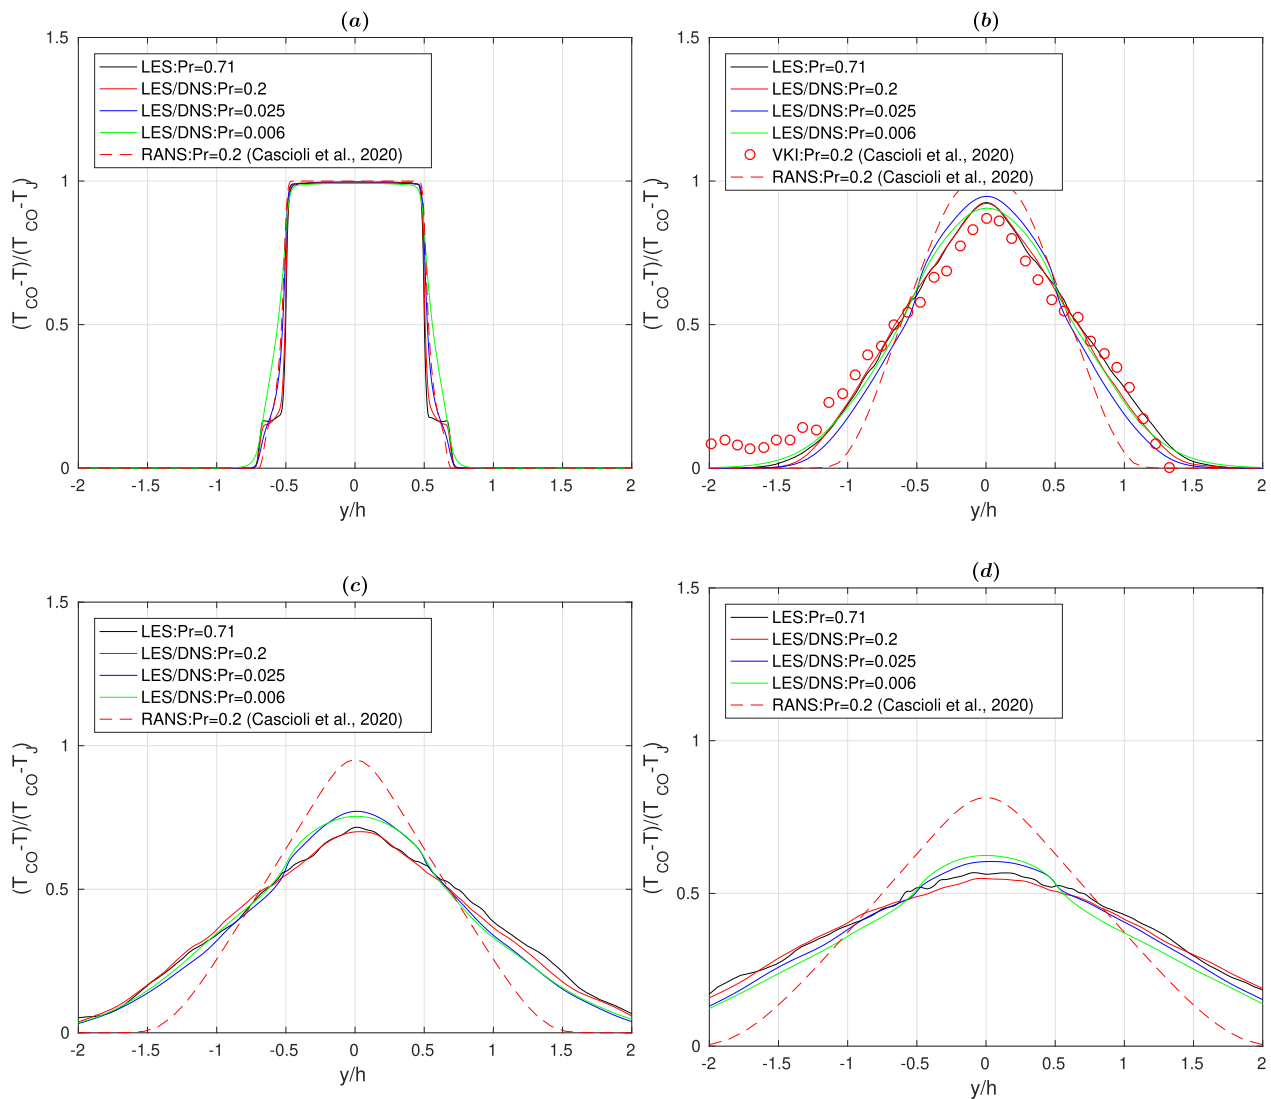 (a)
1.5
1
0.5
0
(T_CO-T)/(T_CO-T_J)
LES:Pr=0.71
LES/DNS:Pr=0.2
LES/DNS:Pr=0.025
LES/DNS:Pr=0.006
RANS:Pr=0.2 (Cascioli et al., 2020)
-2 -1.5 -1 -0.5 0 0.5 1 1.5 2
y/h
(b)
1.5
1
0.5
0
(T_CO-T)/(T_CO-T_J)
LES:Pr=0.71
LES/DNS:Pr=0.2
LES/DNS:Pr=0.025
LES/DNS:Pr=0.006
VKI:Pr=0.2 (Cascioli et al., 2020)
RANS:Pr=0.2 (Cascioli et al., 2020)
-2 -1.5 -1 -0.5 0 0.5 1 1.5 2
y/h
(c)
1.5
1
0.5
0
(T_CO-T)/(T_CO-T_J)
LES:Pr=0.71
LES/DNS:Pr=0.2
LES/DNS:Pr=0.025
LES/DNS:Pr=0.006
RANS:Pr=0.2 (Cascioli et al., 2020)
-2 -1.5 -1 -0.5 0 0.5 1 1.5 2
y/h
(d)
1.5
1
0.5
0
(T_CO-T)/(T_CO-T_J)
LES:Pr=0.71
LES/DNS:Pr=0.2
LES/DNS:Pr=0.025
LES/DNS:Pr=0.006
RANS:Pr=0.2 (Cascioli et al., 2020)
-2 -1.5 -1 -0.5 0 0.5 1 1.5 2
y/h